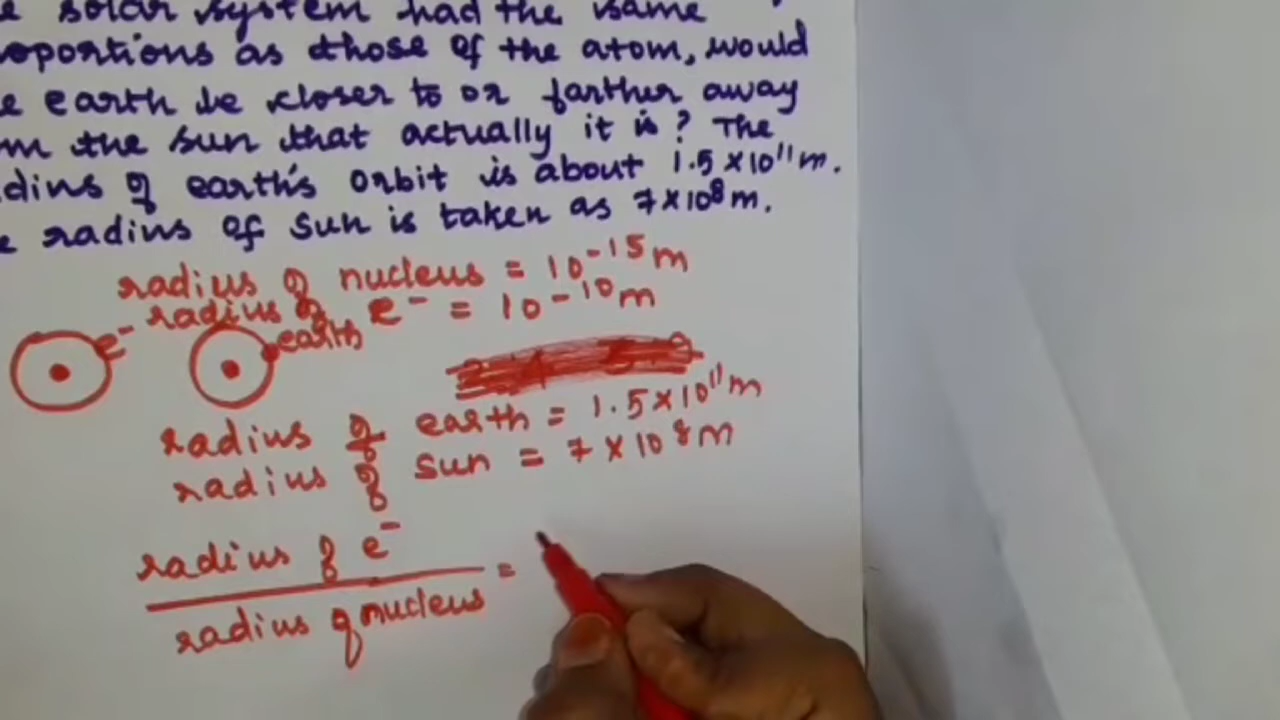 solar system had the same
oportions as those of the atom, would
e earth be closer to or farther away
om the sun that actually it is? The
dius of earth's orbit is about 1.5×10¹¹m.
e radius of sun is taken as 7×10⁸m.
radius of nucleus = 10⁻¹⁵m
radius of e⁻ = 10⁻¹⁰m
e⁻ earth
radius of earth = 1.5×10¹¹m
radius of sun = 7×10⁸m
radius of e⁻
radius of nucleus =